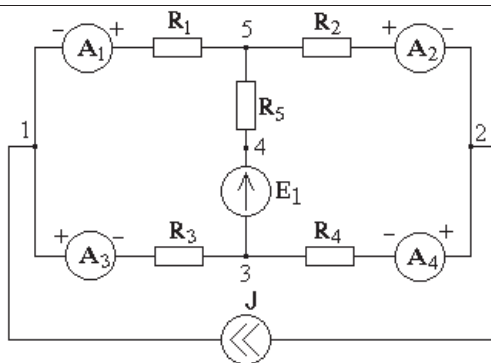 - A1 + R1 5 R2 + A2 -
R5
1 2
4
E1
+ A3 - R3 R4 - A4 +
3
J